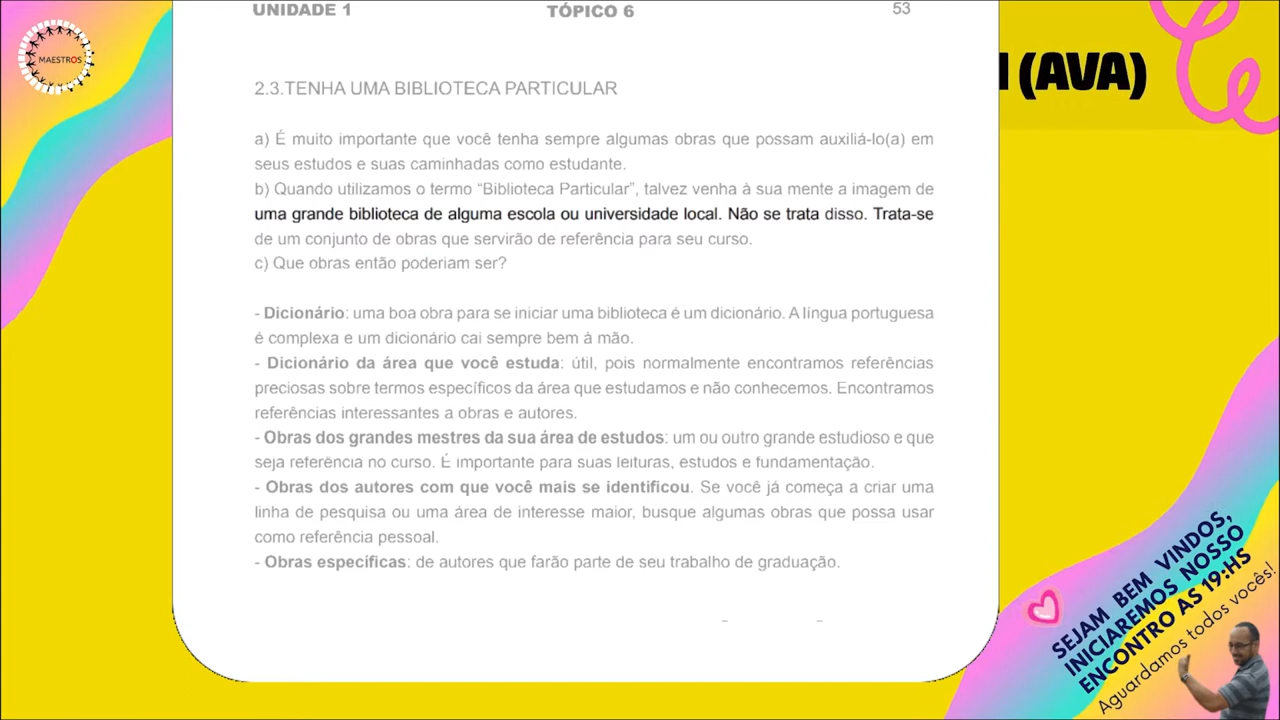 UNIDADE 1 TÓPICO 6 53
MAESTROS
(AVA)
2.3.TENHA UMA BIBLIOTECA PARTICULAR
a) É muito importante que você tenha sempre algumas obras que possam auxiliá-lo(a) em
seus estudos e suas caminhadas como estudante.
b) Quando utilizamos o termo “Biblioteca Particular”, talvez venha à sua mente a imagem de
uma grande biblioteca de alguma escola ou universidade local. Não se trata disso. Trata-se
de um conjunto de obras que servirão de referência para seu curso.
c) Que obras então poderiam ser?
- Dicionário: uma boa obra para se iniciar uma biblioteca é um dicionário. A língua portuguesa
é complexa e um dicionário cai sempre bem à mão.
- Dicionário da área que você estuda: útil, pois normalmente encontramos referências
preciosas sobre termos específicos da área que estudamos e não conhecemos. Encontramos
referências interessantes a obras e autores.
- Obras dos grandes mestres da sua área de estudos: um ou outro grande estudioso e que
seja referência no curso. É importante para suas leituras, estudos e fundamentação.
- Obras dos autores com que você mais se identificou. Se você já começa a criar uma
linha de pesquisa ou uma área de interesse maior, busque algumas obras que possa usar
como referência pessoal.
- Obras específicas: de autores que farão parte de seu trabalho de graduação.
SEJAM BEM VINDOS,
INICIAREMOS NOSSO
ENCONTRO AS 19:HS
Aguardamos todos vocês!